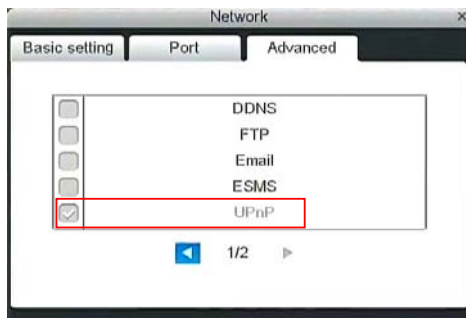 Network
Basic setting Port Advanced
DDNS
FTP
Email
ESMS
UPnP
1/2